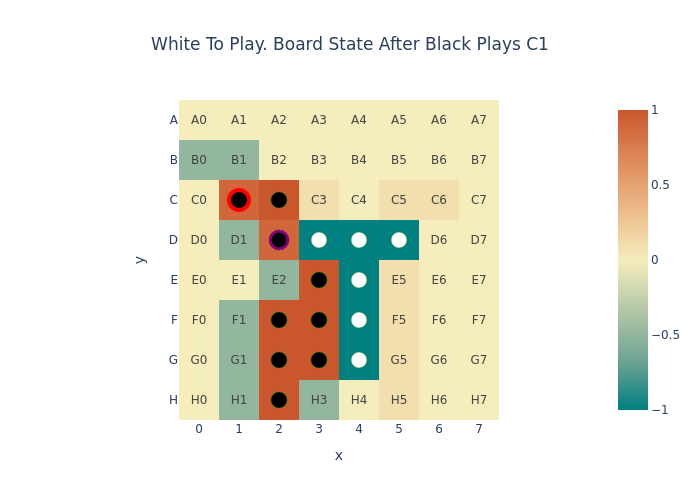 White To Play. Board State After Black Plays C1
A A0 A1 A2 A3 A4 A5 A6 A7
B B0 B1 B2 B3 B4 B5 B6 B7
C C0 C3 C4 C5 C6 C7
D D0 D1 D6 D7
E E0 E1 E2 E5 E6 E7
F F0 F1 F5 F6 F7
G G0 G1 G5 G6 G7
H H0 H1 H3 H4 H5 H6 H7
0 1 2 3 4 5 6 7
x
y
1
0.5
0
−0.5
−1